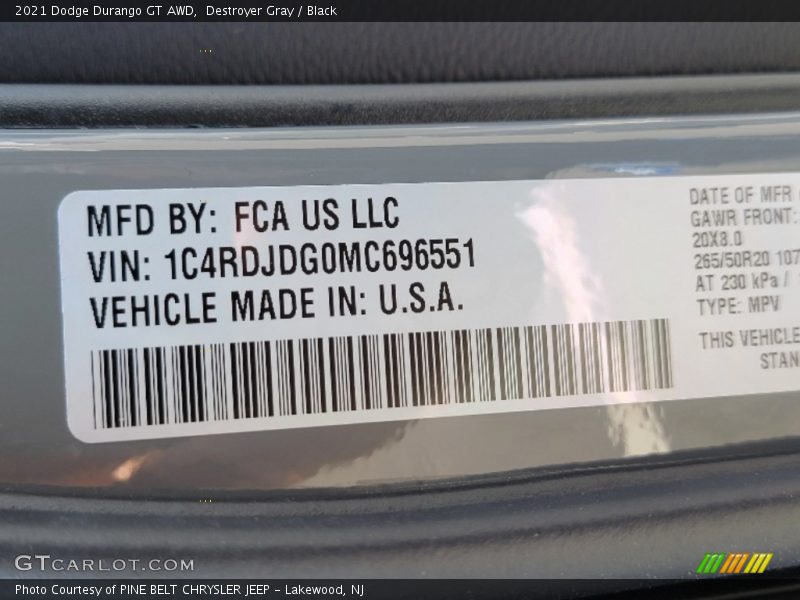 2021 Dodge Durango GT AWD,  Destroyer Gray / Black
MFD BY: FCA US LLC
VIN: 1C4RDJDG0MC696551
VEHICLE MADE IN: U.S.A.
DATE OF MFR
GAWR FRONT:
20X8.0
265/50R20 107
AT 230 kPa /
TYPE: MPV
THIS VEHICLE
STAN
GTCARLOT.COM
Photo Courtesy of PINE BELT CHRYSLER JEEP - Lakewood, NJ